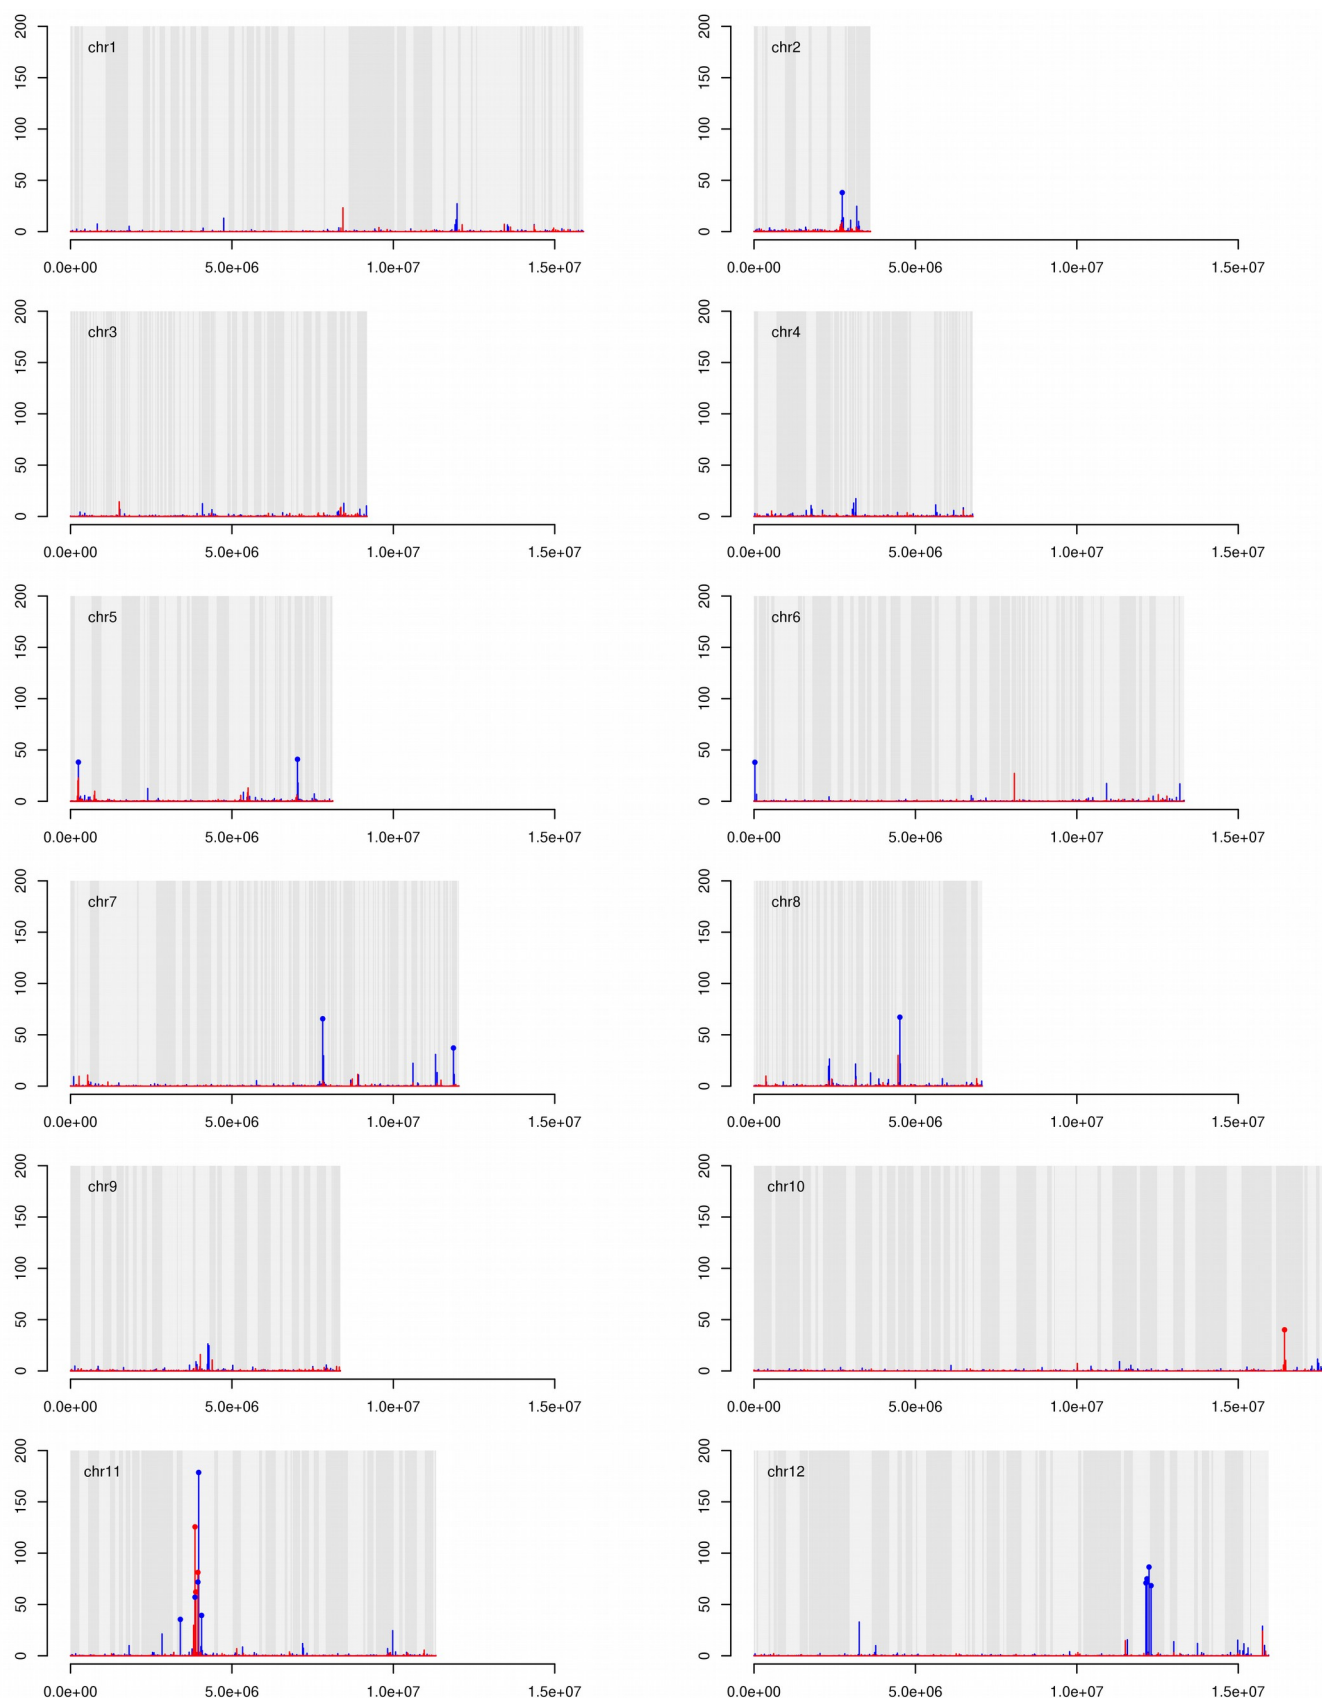 200 150 100 50 0 chr1 0.0e+00 5.0e+06 1.0e+07 1.5e+07
200 150 100 50 0 chr2 0.0e+00 5.0e+06 1.0e+07 1.5e+07
200 150 100 50 0 chr3 0.0e+00 5.0e+06 1.0e+07 1.5e+07
200 150 100 50 0 chr4 0.0e+00 5.0e+06 1.0e+07 1.5e+07
200 150 100 50 0 chr5 0.0e+00 5.0e+06 1.0e+07 1.5e+07
200 150 100 50 0 chr6 0.0e+00 5.0e+06 1.0e+07 1.5e+07
200 150 100 50 0 chr7 0.0e+00 5.0e+06 1.0e+07 1.5e+07
200 150 100 50 0 chr8 0.0e+00 5.0e+06 1.0e+07 1.5e+07
200 150 100 50 0 chr9 0.0e+00 5.0e+06 1.0e+07 1.5e+07
200 150 100 50 0 chr10 0.0e+00 5.0e+06 1.0e+07 1.5e+07
200 150 100 50 0 chr11 0.0e+00 5.0e+06 1.0e+07 1.5e+07
200 150 100 50 0 chr12 0.0e+00 5.0e+06 1.0e+07 1.5e+07